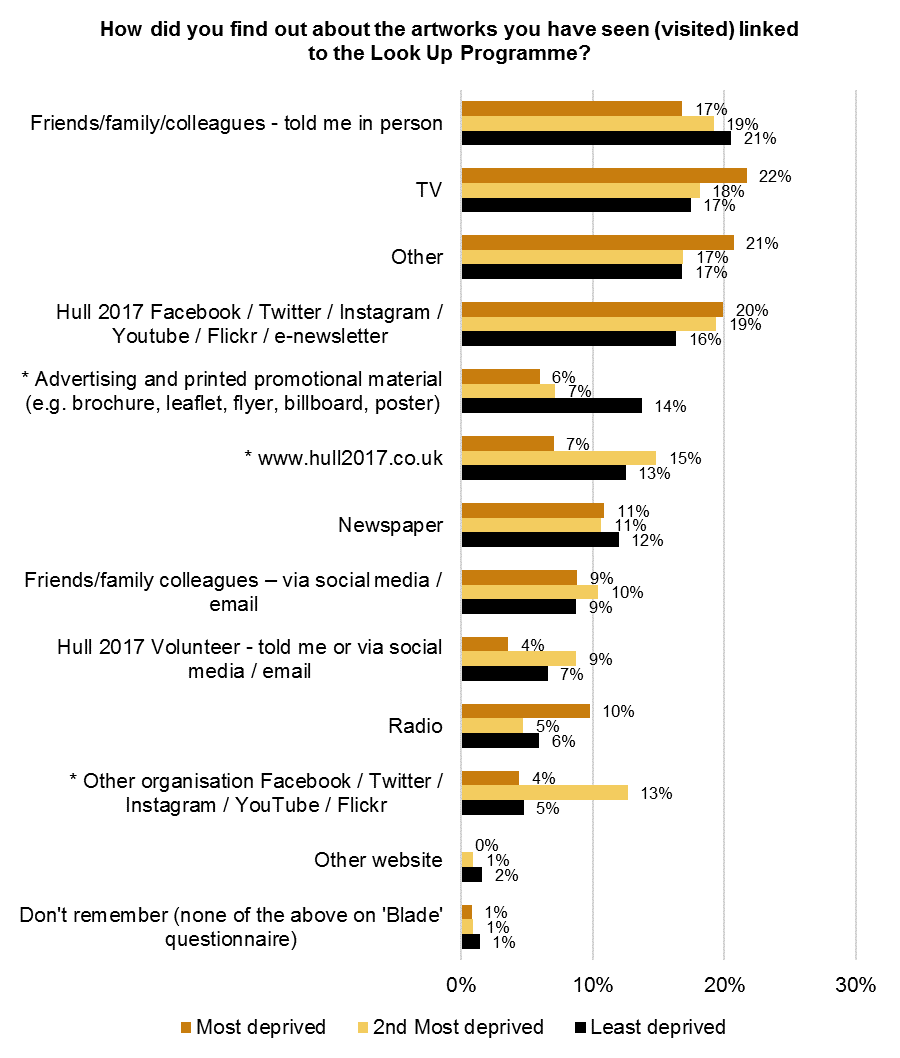 How did you find out about the artworks you have seen (visited) linked
to the Look Up Programme?
Friends/family/colleagues - told me in person
17%
19%
21%
TV
22%
18%
17%
Other
21%
17%
17%
Hull 2017 Facebook / Twitter / Instagram /
Youtube / Flickr / e-newsletter
20%
19%
16%
* Advertising and printed promotional material
(e.g. brochure, leaflet, flyer, billboard, poster)
6%
7%
14%
* www.hull2017.co.uk
7%
15%
13%
Newspaper
11%
11%
12%
Friends/family colleagues – via social media /
email
9%
10%
9%
Hull 2017 Volunteer - told me or via social
media / email
4%
9%
7%
Radio
10%
5%
6%
* Other organisation Facebook / Twitter /
Instagram / YouTube / Flickr
4%
13%
5%
Other website
0%
1%
2%
Don't remember (none of the above on 'Blade'
questionnaire)
1%
1%
1%
0% 10% 20% 30%
Most deprived 2nd Most deprived Least deprived